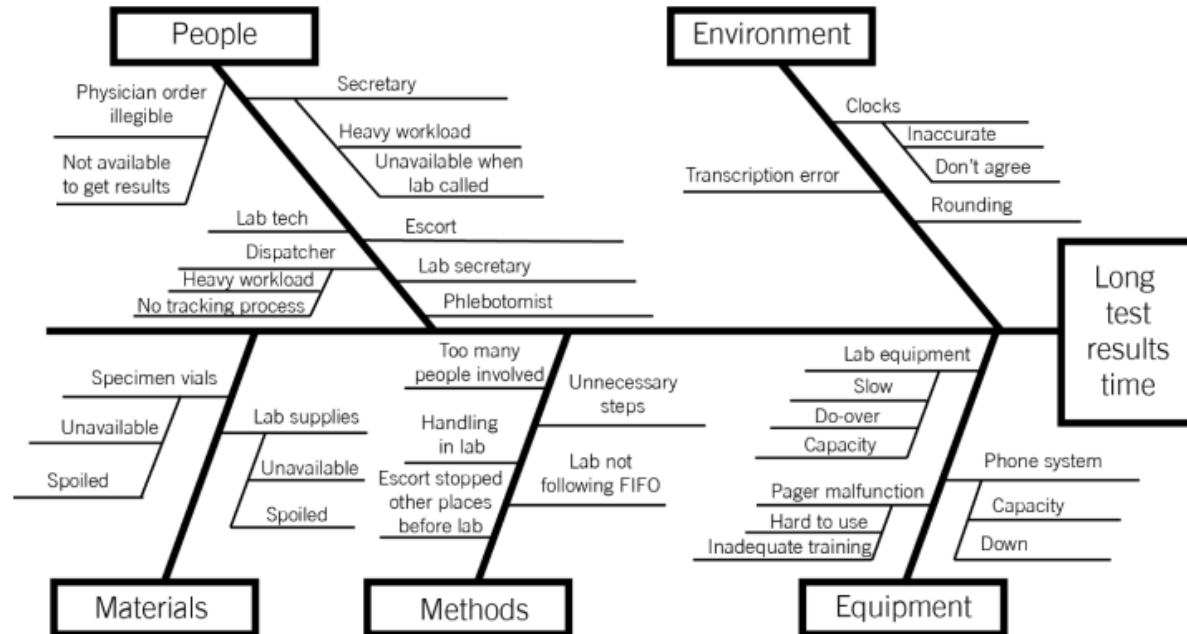 People
Environment
Physician order
illegible
Not available
to get results
Secretary
Heavy workload
Unavailable when
lab called
Lab tech
Dispatcher
Heavy workload
No tracking process
Escort
Lab secretary
Phlebotomist
Clocks
Inaccurate
Don't agree
Transcription error
Rounding
Long
test
results
time
Specimen vials
Unavailable
Spoiled
Lab supplies
Unavailable
Spoiled
Too many
people involved
Handling
in lab
Escort stopped
other places
before lab
Unnecessary
steps
Lab not
following FIFO
Lab equipment
Slow
Do-over
Capacity
Pager malfunction
Hard to use
Inadequate training
Phone system
Capacity
Down
Materials
Methods
Equipment